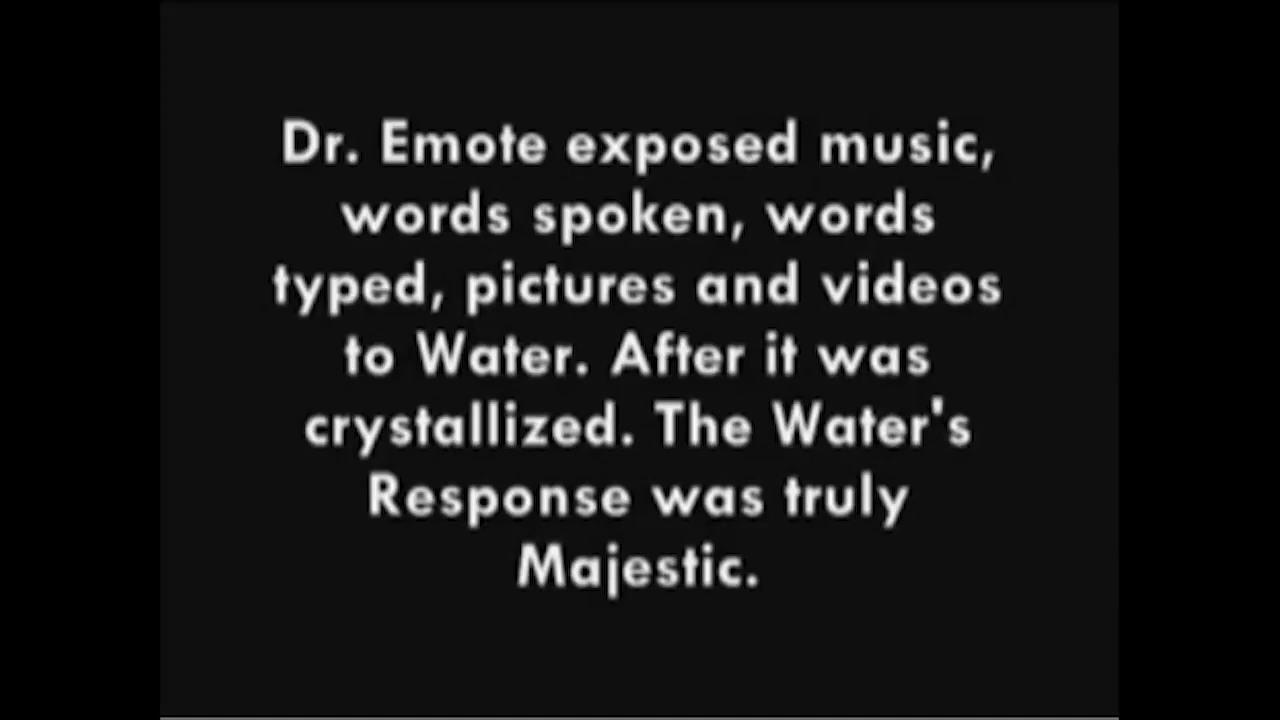 Dr. Emote exposed music,
words spoken, words
typed, pictures and videos
to Water. After it was
crystallized. The Water's
Response was truly
Majestic.